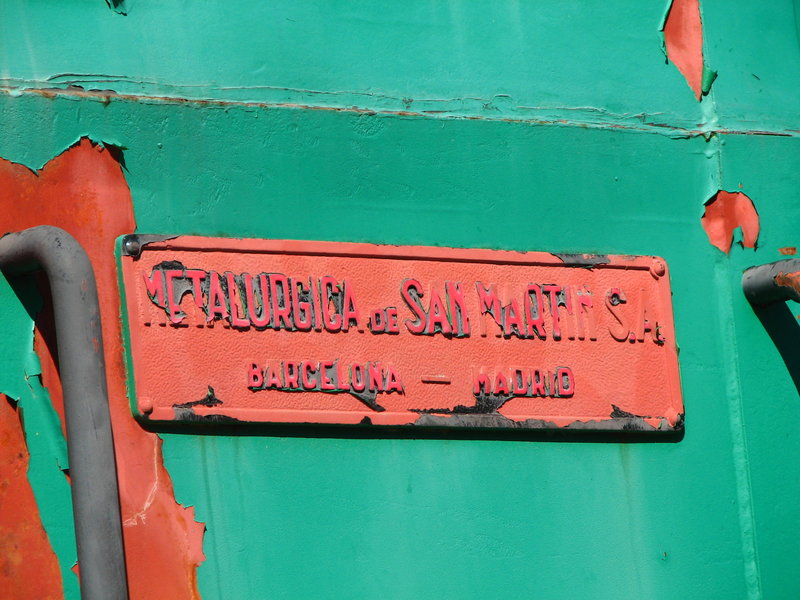 METALURGICA DE SAN MARTIN S.A.
BARCELONA — MADRID